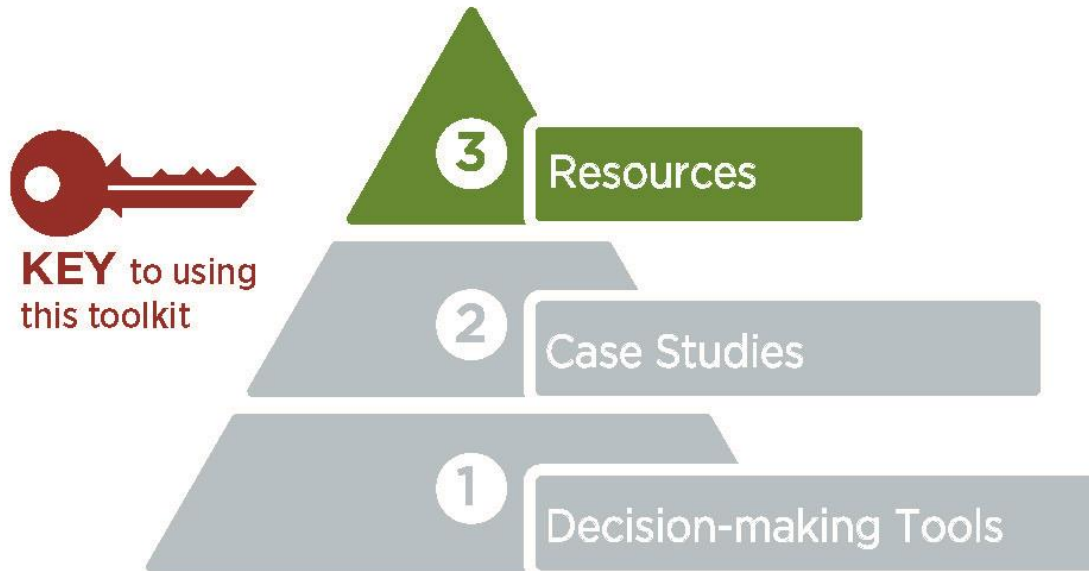 3
Resources
KEY to using
this toolkit
2
Case Studies
1
Decision-making Tools